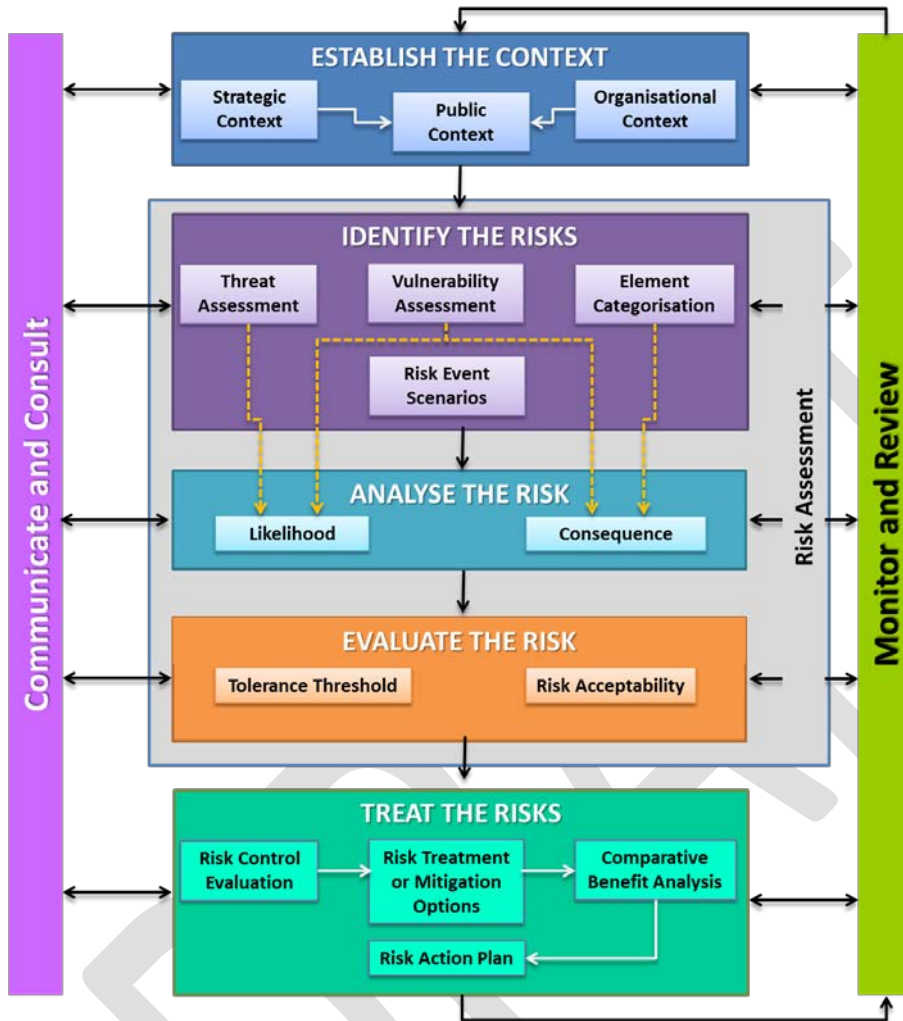 ESTABLISH THE CONTEXT
Strategic
Context
Public
Context
Organisational
Context
Communicate and Consult
Monitor and Review
Risk Assessment
IDENTIFY THE RISKS
Threat
Assessment
Vulnerability
Assessment
Element
Categorisation
Risk Event
Scenarios
ANALYSE THE RISK
Likelihood
Consequence
EVALUATE THE RISK
Tolerance Threshold
Risk Acceptability
TREAT THE RISKS
Risk Control
Evaluation
Risk Treatment
or Mitigation
Options
Comparative
Benefit Analysis
Risk Action Plan